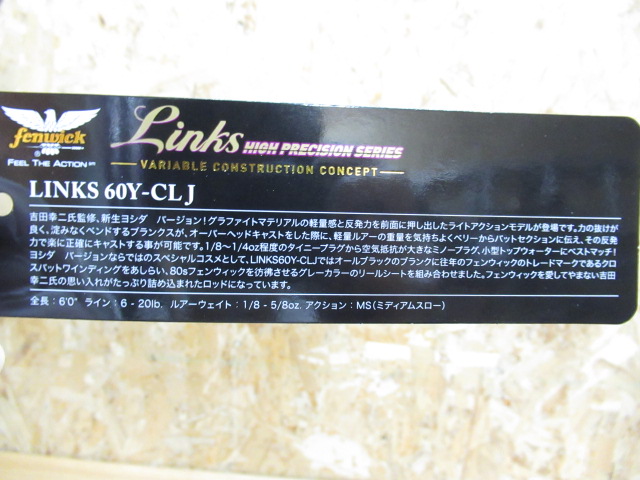 fenwick
®
FEEL THE ACTION
Links HIGH PRECISION SERIES
VARIABLE CONSTRUCTION CONCEPT
LINKS 60Y-CL J
吉田幸二氏監修、新生ヨシダ　バージョン!グラファイトマテリアルの軽量感と反発力を前面に押し出したライトアクションモデルが登場です。力の抜けが
良く、淀みなくベンドするブランクスが、オーバーヘッドキャストをした際に、軽量ルアーの重量を気持ちよくベリーからバットセクションに伝え、その反発
力で楽に正確にキャストする事が可能です。1/8～1/4oz程度のタイニープラグから空気抵抗が大きなミノープラグ、小型トップウォーターにベストマッチ!
ヨシダ　バージョンならではのスペシャルコスメとして、LINKS60Y-CLJではオールブラックのブランクに往年のフェンウィックのトレードマークであるクロ
スパットワインディングをあしらい、80sフェンウィックを彷彿させるグレーカラーのリールシートを組み合わせました。フェンウィックを愛してやまない吉田
幸二氏の思い入れがたっぷり詰め込まれたロッドになっています。
全長：6'0"　ライン：6 - 20lb.　ルアーウェイト：1/8 - 5/8oz. アクション：MS（ミディアムスロー）